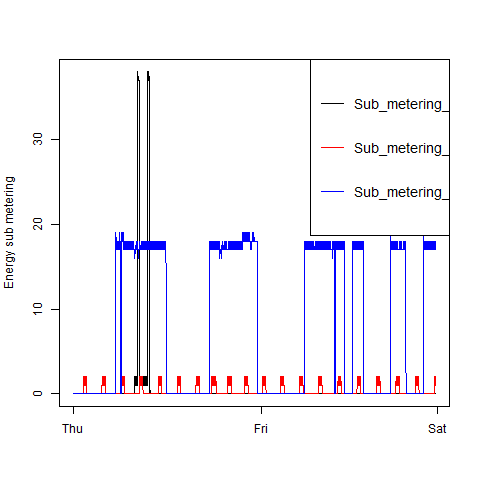 Sub_metering_
Sub_metering_
Sub_metering_
Energy sub metering
30
20
10
0
Thu Fri Sat